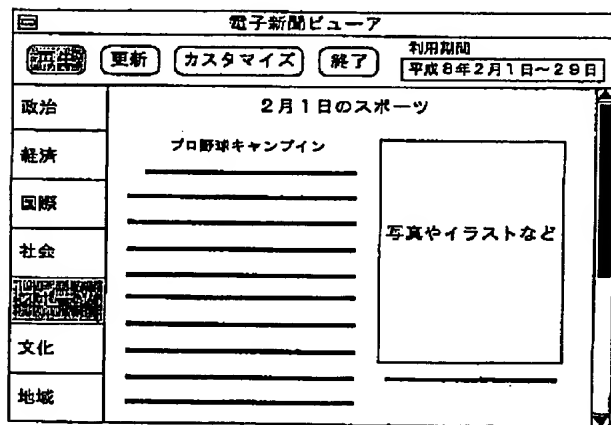 電子新聞ビューア
更新
カスタマイズ
終了
利用期間
平成8年2月1日~29日
政治
経済
国際
社会
文化
地域
2月1日のスポーツ
プロ野球キャンプイン
写真やイラストなど